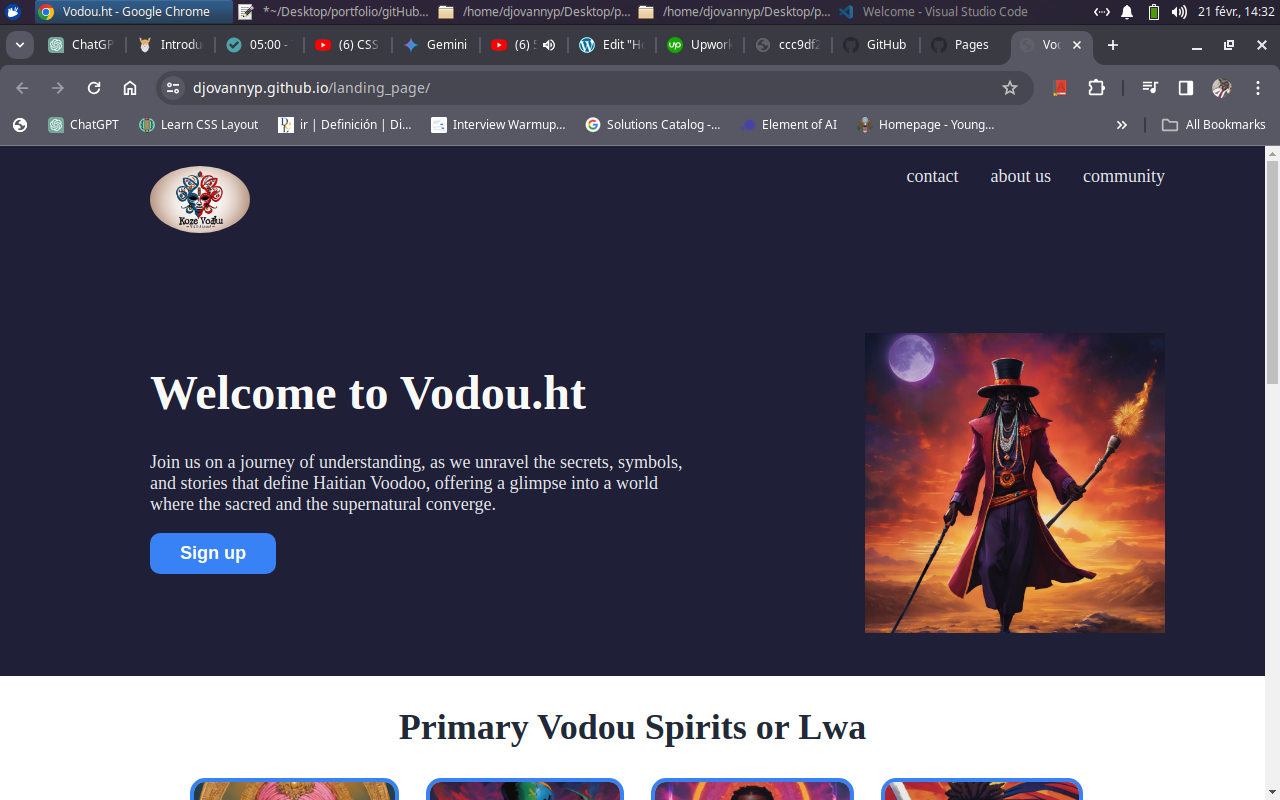 Vodou.ht - Google Chrome
*~/Desktop/portfolio/gitHub...
/home/djovannyp/Desktop/p...
/home/djovannyp/Desktop/p...
Welcome - Visual Studio Code
21 févr., 14:32
ChatGP
Introdu
05:00 -
(6) CSS
Gemini
(6)
Edit "H
Upwork
ccc9df2
GitHub
Pages
Vo
djovannyp.github.io/landing_page/
ChatGPT
Learn CSS Layout
ir | Definición | Di...
Interview Warmup...
Solutions Catalog -...
Element of AI
Homepage - Young...
All Bookmarks
Koze Vodou
contact
about us
community
Welcome to Vodou.ht
Join us on a journey of understanding, as we unravel the secrets, symbols,
and stories that define Haitian Voodoo, offering a glimpse into a world
where the sacred and the supernatural converge.
Sign up
Primary Vodou Spirits or Lwa